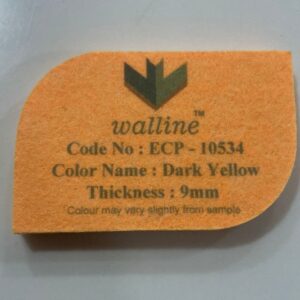 walline™
Code No : ECP - 10534
Color Name : Dark Yellow
Thickness : 9mm
Colour may vary slightly from sample